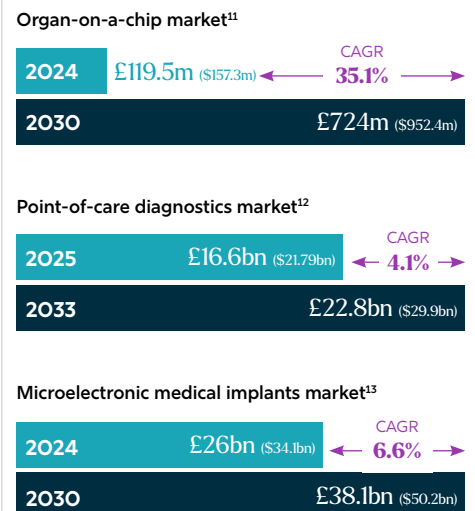 Organ-on-a-chip market¹¹
CAGR
2024 £119.5m ($157.3m) 35.1%
2030 £724m ($952.4m)
Point-of-care diagnostics market¹²
CAGR
2025 £16.6bn ($21.79bn) 4.1%
2033 £22.8bn ($29.9bn)
Microelectronic medical implants market¹³
CAGR
2024 £26bn ($34.1bn) 6.6%
2030 £38.1bn ($50.2bn)